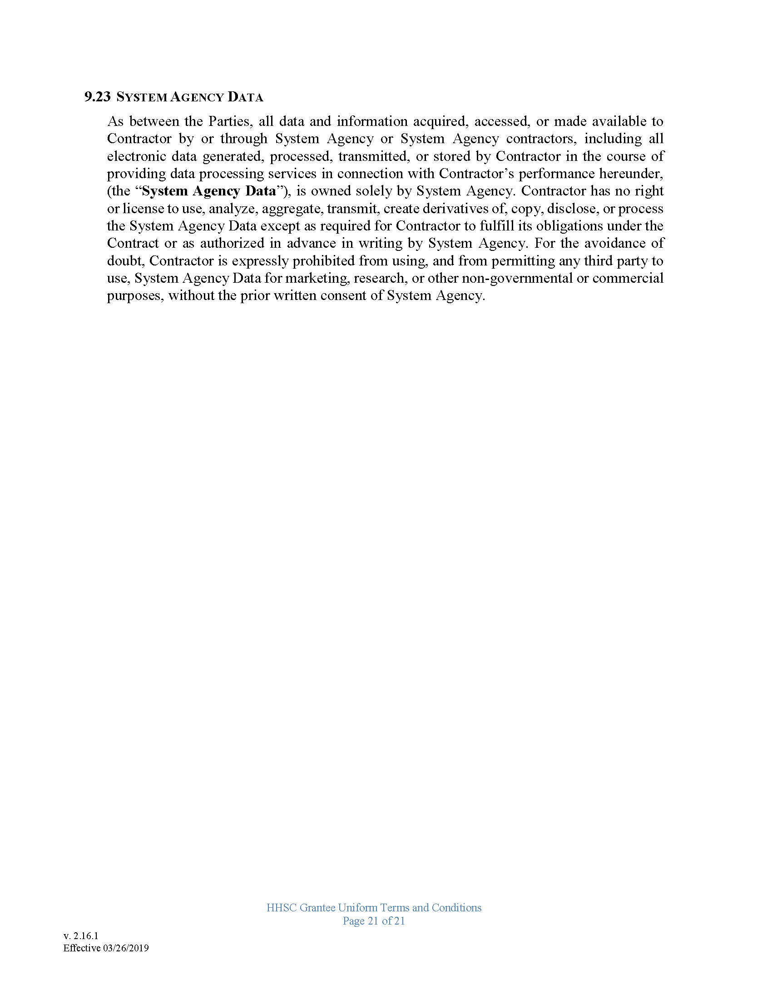 9.23 SYSTEM AGENCY DATA
As between the Parties, all data and information acquired, accessed, or made available to
Contractor by or through System Agency or System Agency contractors, including all
electronic data generated, processed, transmitted, or stored by Contractor in the course of
providing data processing services in connection with Contractor’s performance hereunder,
(the “System Agency Data”), is owned solely by System Agency. Contractor has no right
or license to use, analyze, aggregate, transmit, create derivatives of, copy, disclose, or process
the System Agency Data except as required for Contractor to fulfill its obligations under the
Contract or as authorized in advance in writing by System Agency. For the avoidance of
doubt, Contractor is expressly prohibited from using, and from permitting any third party to
use, System Agency Data for marketing, research, or other non-governmental or commercial
purposes, without the prior written consent of System Agency.
HHSC Grantee Uniform Terms and Conditions
Page 21 of 21
v. 2.16.1
Effective 03/26/2019